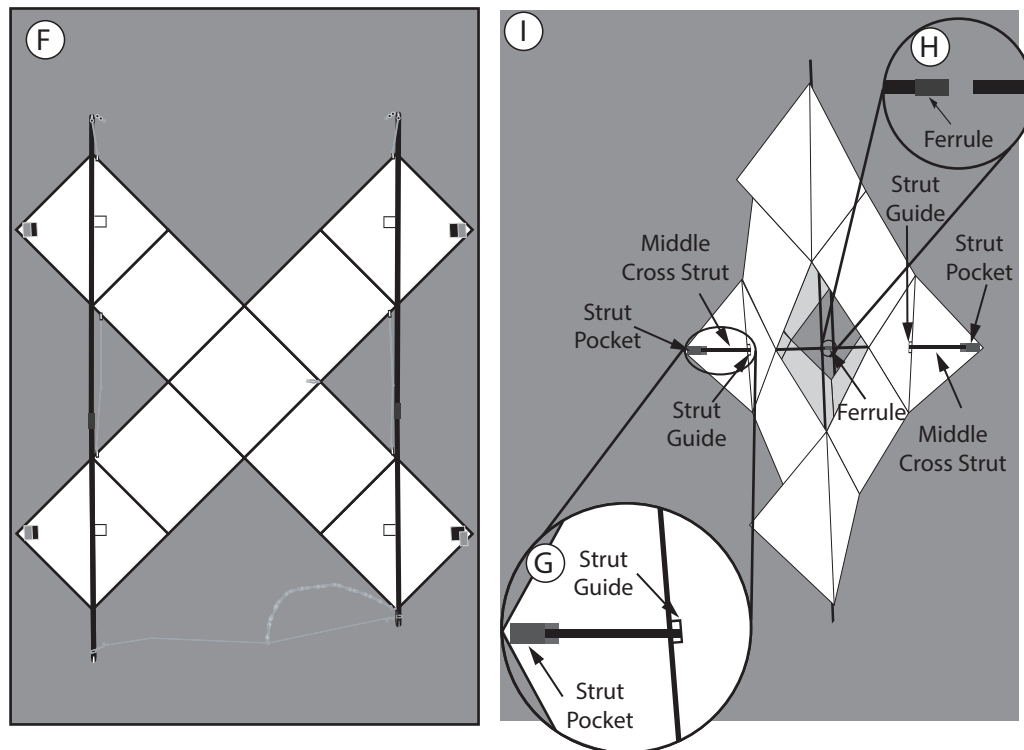 F
I
H
Ferrule
Strut
Guide
Strut
Pocket
Middle
Cross Strut
Strut
Pocket
Strut
Guide
Ferrule
Middle
Cross Strut
G
Strut
Guide
Strut
Pocket